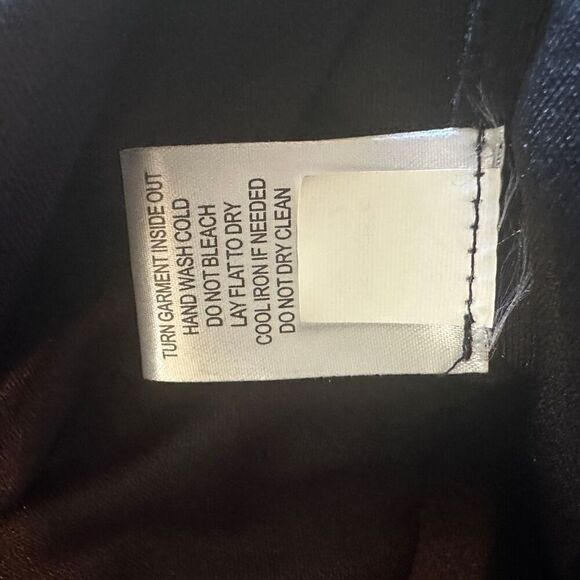 TURN GARMENT INSIDE OUT
HAND WASH COLD
DO NOT BLEACH
LAY FLAT TO DRY
COOL IRON IF NEEDED
DO NOT DRY CLEAN